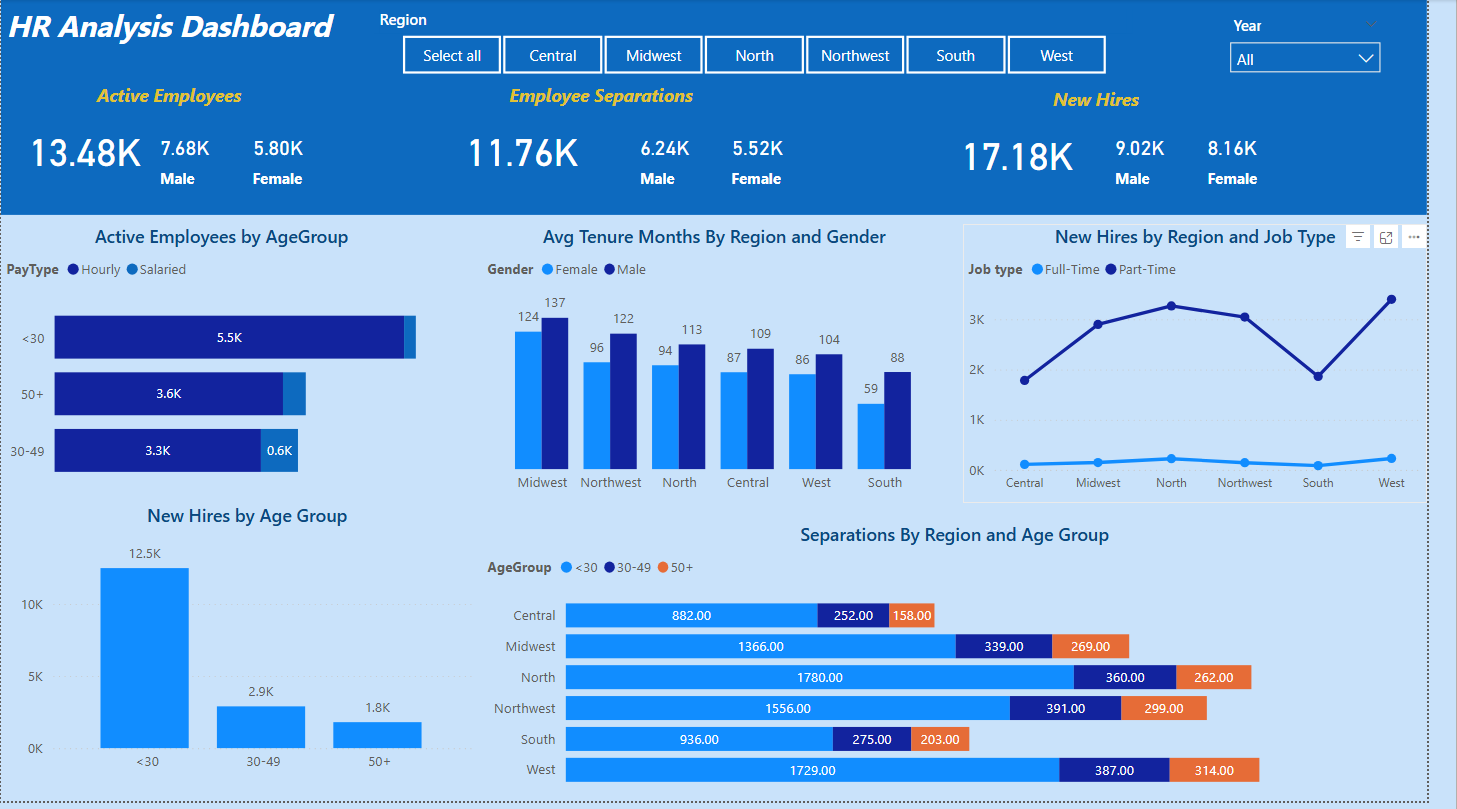 HR Analysis Dashboard
Region
Select all Central Midwest North Northwest South West
Year
All
Active Employees
13.48K 7.68K 5.80K
Male Female
Employee Separations
11.76K 6.24K 5.52K
Male Female
New Hires
17.18K 9.02K 8.16K
Male Female
Active Employees by AgeGroup
PayType Hourly Salaried
<30 5.5K
50+ 3.6K
30-49 3.3K 0.6K
Avg Tenure Months By Region and Gender
Gender Female Male
124 137 96 122 94 113 87 109 86 104 59 88
Midwest Northwest North Central West South
New Hires by Region and Job Type
Job type Full-Time Part-Time
3K
2K
1K
0K
Central Midwest North Northwest South West
New Hires by Age Group
12.5K
10K
5K
2.9K
1.8K
0K
<30 30-49 50+
Separations By Region and Age Group
AgeGroup <30 30-49 50+
Central 882.00 252.00 158.00
Midwest 1366.00 339.00 269.00
North 1780.00 360.00 262.00
Northwest 1556.00 391.00 299.00
South 936.00 275.00 203.00
West 1729.00 387.00 314.00